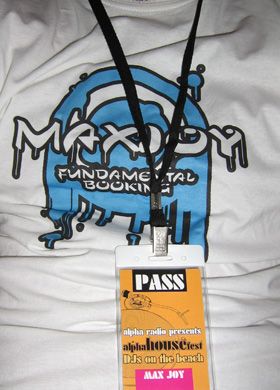 MAXJOY
FUNDAMENTAL
BOOKING
PASS
alpha radio presents
alphahousefest
DJs on the beach
MAX JOY